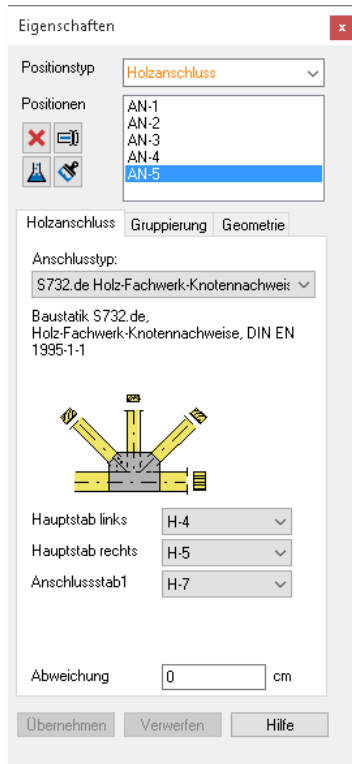 Eigenschaften
x
Positionstyp
Holzanschluss
Positionen
AN-1
AN-2
AN-3
AN-4
AN-5
Holzanschluss Gruppierung Geometrie
Anschlusstyp:
S732.de Holz-Fachwerk-Knotennachweis
Baustatik S732.de,
Holz-Fachwerk-Knotennachweise, DIN EN
1995-1-1
Hauptstab links H-4
Hauptstab rechts H-5
Anschlussstab1 H-7
Abweichung 0 cm
Übernehmen Verwerfen Hilfe